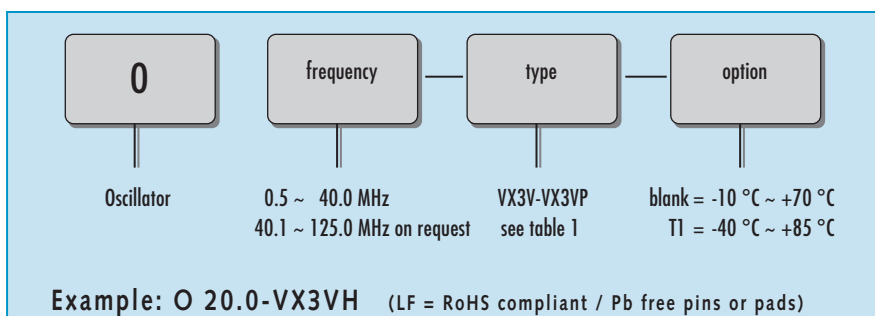 O
frequency
type
option
Oscillator
0.5 ~ 40.0 MHz
40.1 ~ 125.0 MHz on request
VX3V-VX3VP
see table 1
blank = -10 °C ~ +70 °C
T1 = -40 °C ~ +85 °C
Example: O 20.0-VX3VH (LF = RoHS compliant / Pb free pins or pads)